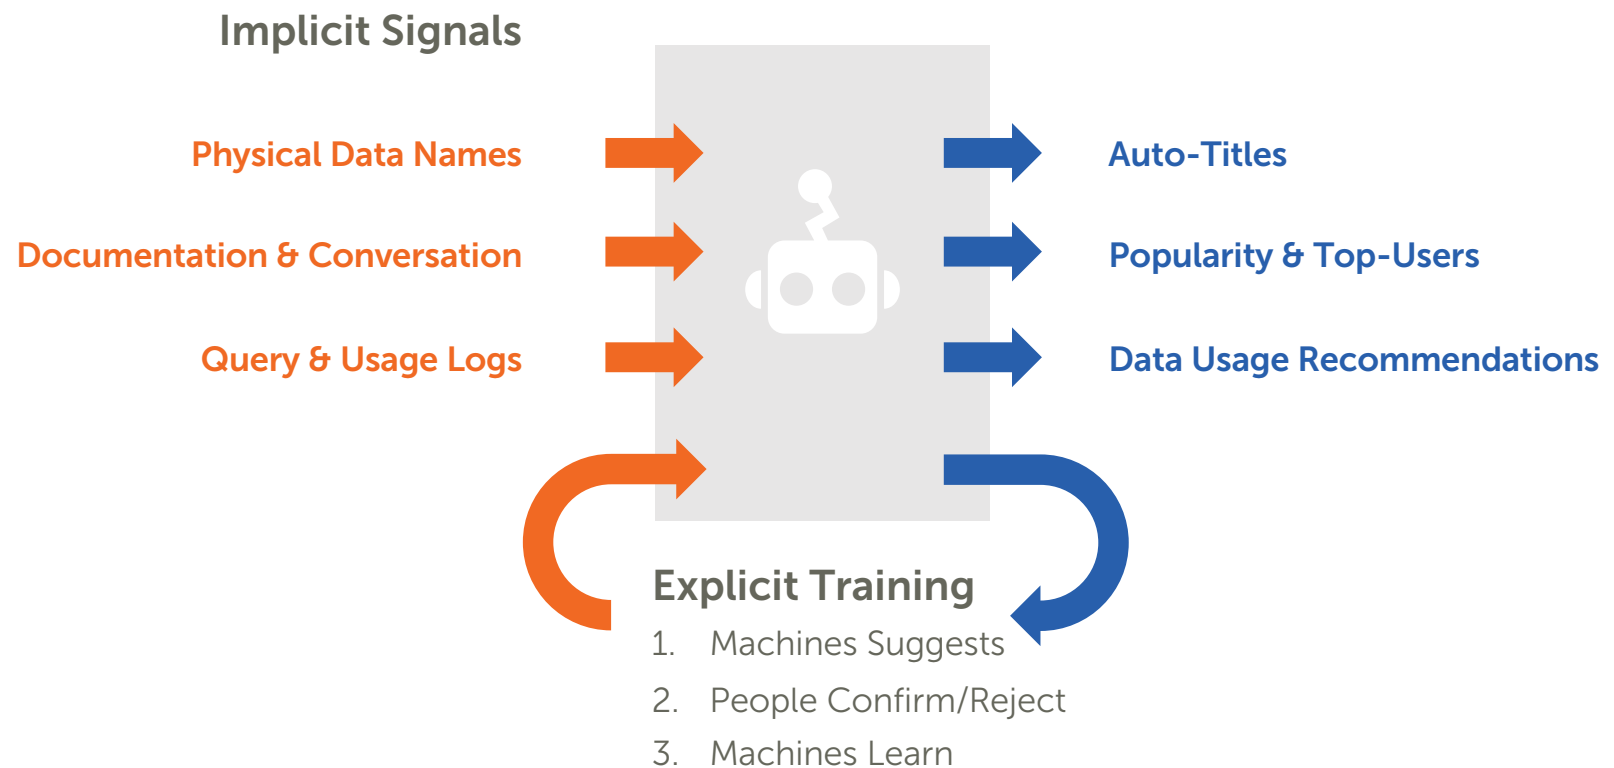 Implicit Signals
Physical Data Names
Auto-Titles
Documentation & Conversation
Popularity & Top-Users
Query & Usage Logs
Data Usage Recommendations
Explicit Training
1. Machines Suggests
2. People Confirm/Reject
3. Machines Learn